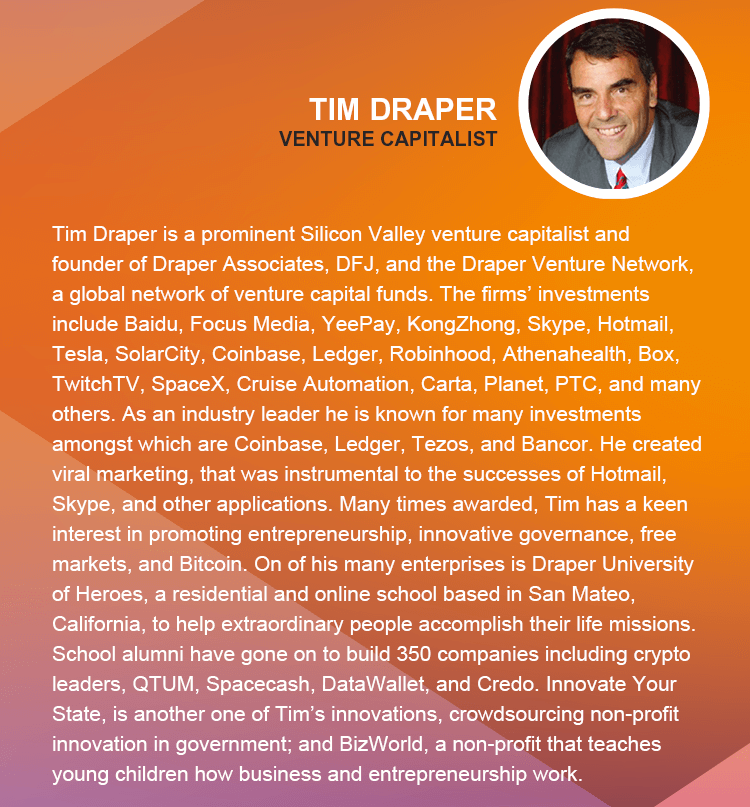 TIM DRAPER
VENTURE CAPITALIST
Tim Draper is a prominent Silicon Valley venture capitalist and
founder of Draper Associates, DFJ, and the Draper Venture Network,
a global network of venture capital funds. The firms’ investments
include Baidu, Focus Media, YeePay, KongZhong, Skype, Hotmail,
Tesla, SolarCity, Coinbase, Ledger, Robinhood, Athenahealth, Box,
TwitchTV, SpaceX, Cruise Automation, Carta, Planet, PTC, and many
others. As an industry leader he is known for many investments
amongst which are Coinbase, Ledger, Tezos, and Bancor. He created
viral marketing, that was instrumental to the successes of Hotmail,
Skype, and other applications. Many times awarded, Tim has a keen
interest in promoting entrepreneurship, innovative governance, free
markets, and Bitcoin. On of his many enterprises is Draper University
of Heroes, a residential and online school based in San Mateo,
California, to help extraordinary people accomplish their life missions.
School alumni have gone on to build 350 companies including crypto
leaders, QTUM, Spacecash, DataWallet, and Credo. Innovate Your
State, is another one of Tim’s innovations, crowdsourcing non-profit
innovation in government; and BizWorld, a non-profit that teaches
young children how business and entrepreneurship work.